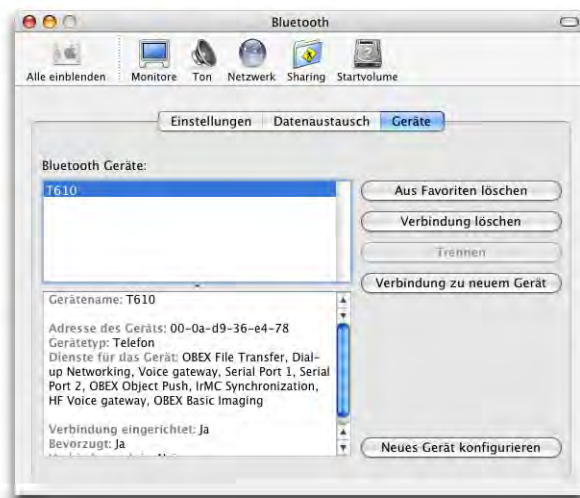 Bluetooth
Alle einblenden Monitore Ton Netzwerk Sharing Startvolume
Einstellungen Datenaustausch Geräte
Bluetooth Geräte:
T610
Aus Favoriten löschen
Verbindung löschen
Trennen
Verbindung zu neuem Gerät
Gerätename: T610
Adresse des Geräts: 00-0a-d9-36-e4-78
Gerätetyp: Telefon
Dienste für das Gerät: OBEX File Transfer, Dial-
up Networking, Voice gateway, Serial Port 1, Serial
Port 2, OBEX Object Push, IrMC Synchronization,
HF Voice gateway, OBEX Basic Imaging
Verbindung eingerichtet: Ja
Bevorzugt: Ja
Neues Gerät konfigurieren